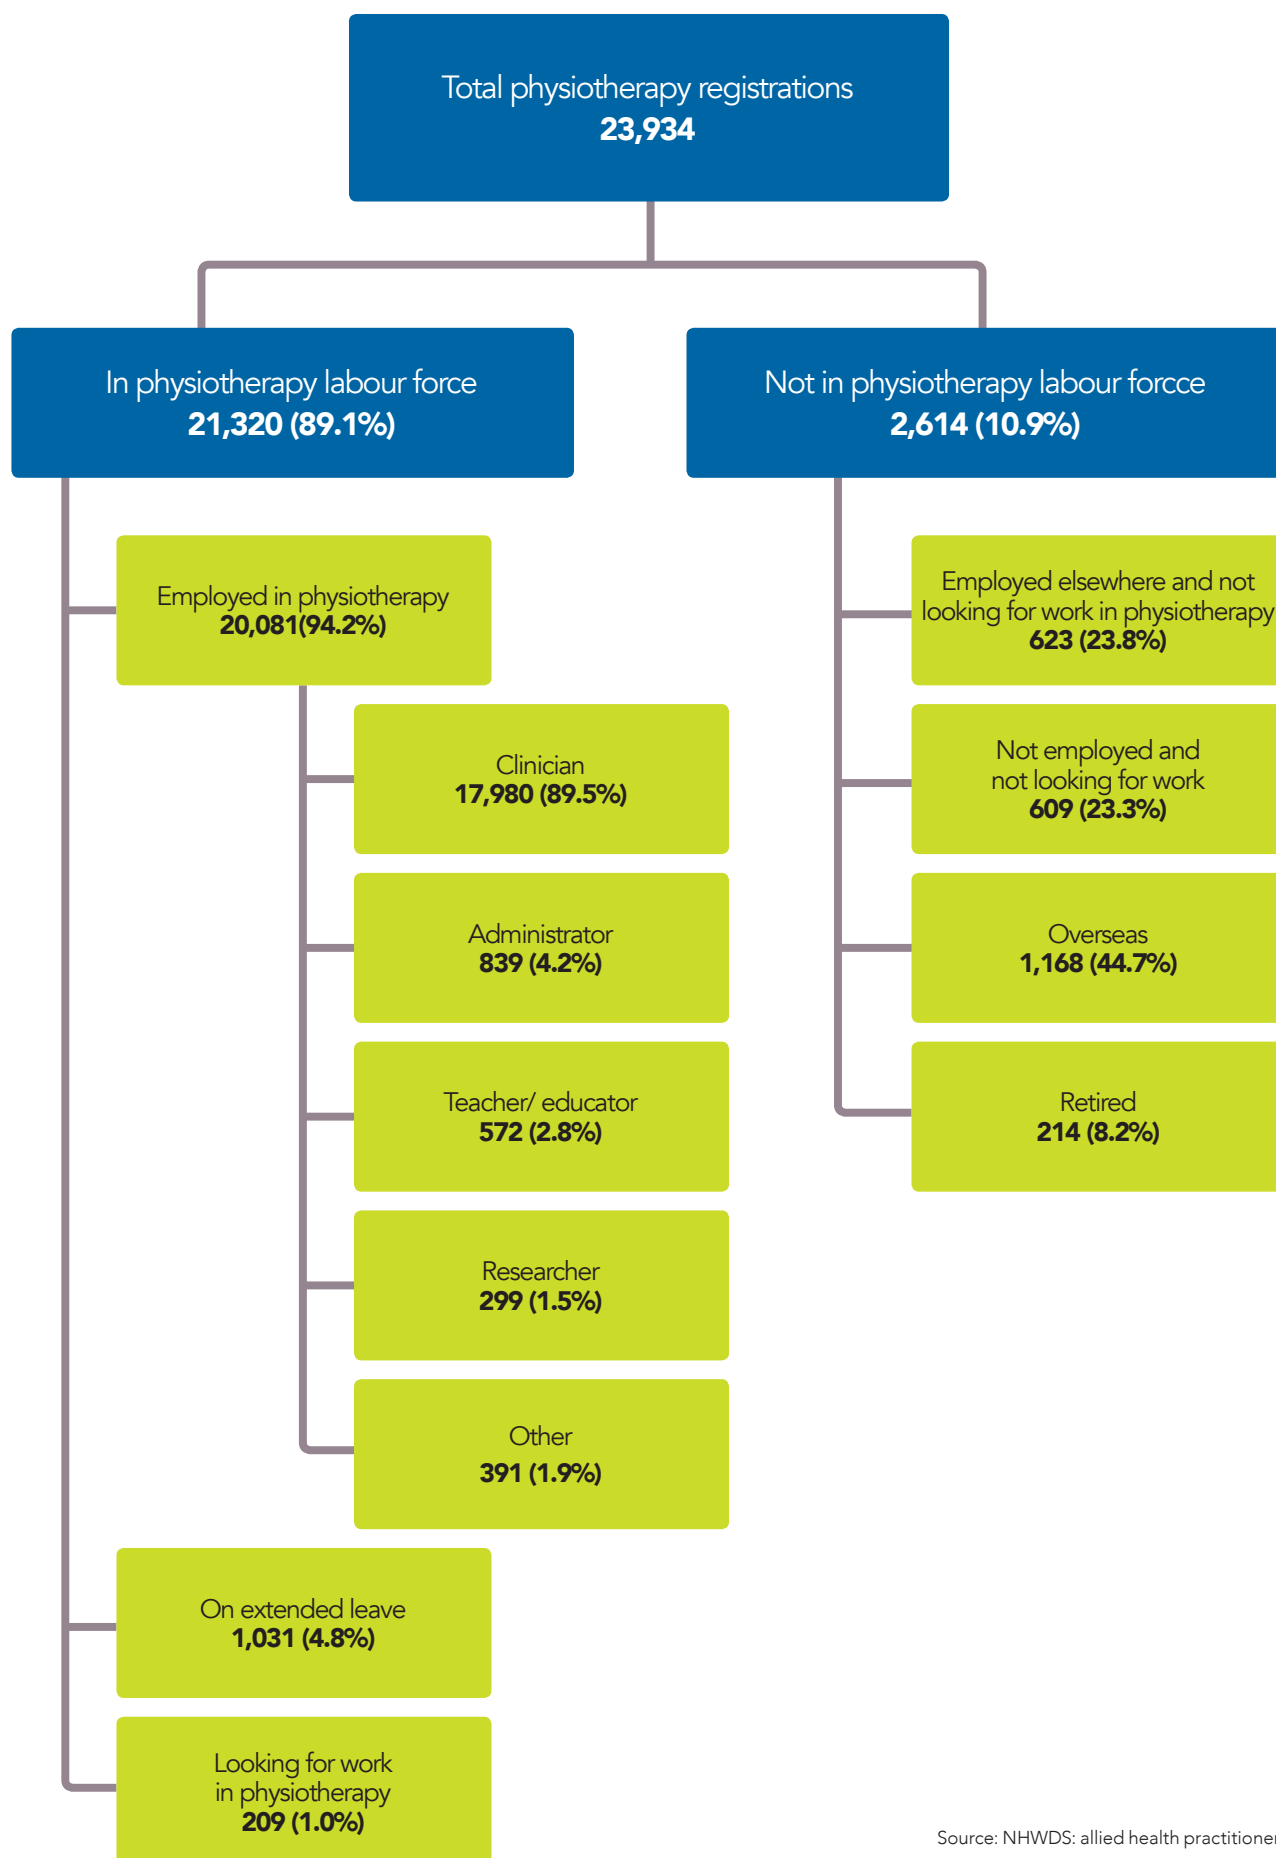 Total physiotherapy registrations
23,934
In physiotherapy labour force
21,320 (89.1%)
Not in physiotherapy labour forcce
2,614 (10.9%)
Employed in physiotherapy
20,081(94.2%)
Clinician
17,980 (89.5%)
Administrator
839 (4.2%)
Teacher/ educator
572 (2.8%)
Researcher
299 (1.5%)
Other
391 (1.9%)
On extended leave
1,031 (4.8%)
Looking for work
in physiotherapy
209 (1.0%)
Employed elsewhere and not
looking for work in physiotherapy
623 (23.8%)
Not employed and
not looking for work
609 (23.3%)
Overseas
1,168 (44.7%)
Retired
214 (8.2%)
Source: NHWDS: allied health practitioner